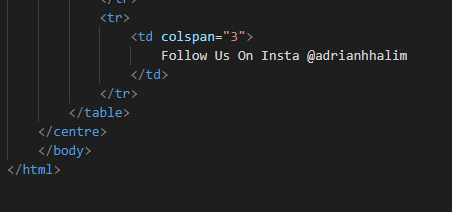 </tr>
<tr>
<td colspan="3">
Follow Us On Insta @adrianhhalim
</td>
</tr>
</table>
</centre>
</body>
</html>